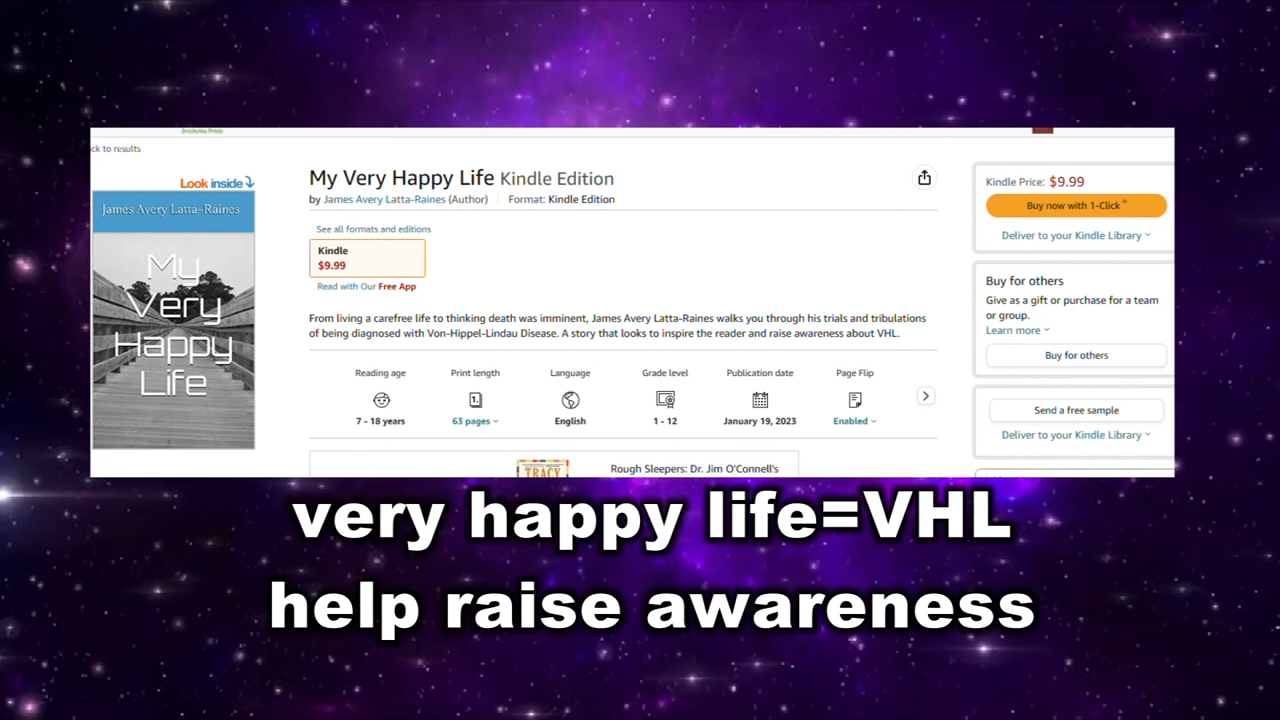 Brookview Press
ck to results
Look inside
James Avery Latta-Raines
My
Very
Happy
Life
My Very Happy Life Kindle Edition
by James Avery Latta-Raines (Author) Format: Kindle Edition
See all formats and editions
Kindle
$9.99
Read with Our Free App
From living a carefree life to thinking death was imminent, James Avery Latta-Raines walks you through his trials and tribulations
of being diagnosed with Von-Hippel-Lindau Disease. A story that looks to inspire the reader and raise awareness about VHL.
Reading age
7 - 18 years
Print length
1.
63 pages
Language
English
Grade level
1 - 12
Publication date
January 19, 2023
Page Flip
Enabled
TRACY
Rough Sleepers: Dr. Jim O'Connell's
Kindle Price: $9.99
Buy now with 1-Click ®
Deliver to your Kindle Library
Buy for others
Give as a gift or purchase for a team
or group.
Learn more
Buy for others
Send a free sample
Deliver to your Kindle Library
very happy life=VHL
help raise awareness